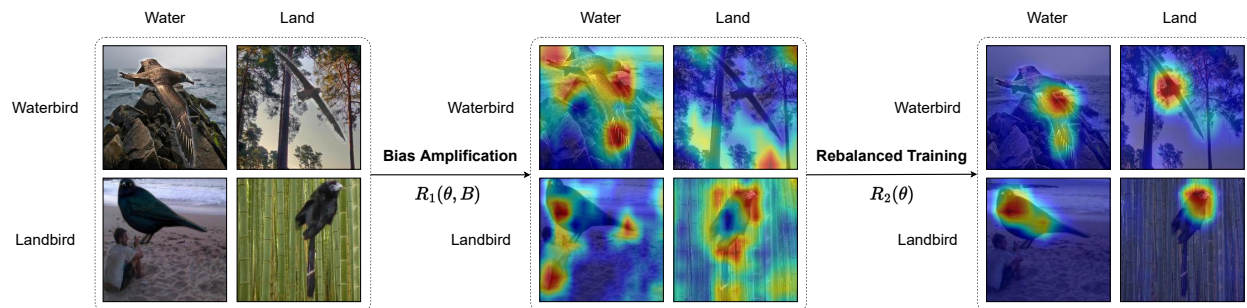 Water Land
Waterbird
Landbird
Bias Amplification
R₁(θ, B)
Water Land
Waterbird
Landbird
Rebalanced Training
R₂(θ)
Water Land
Waterbird
Landbird